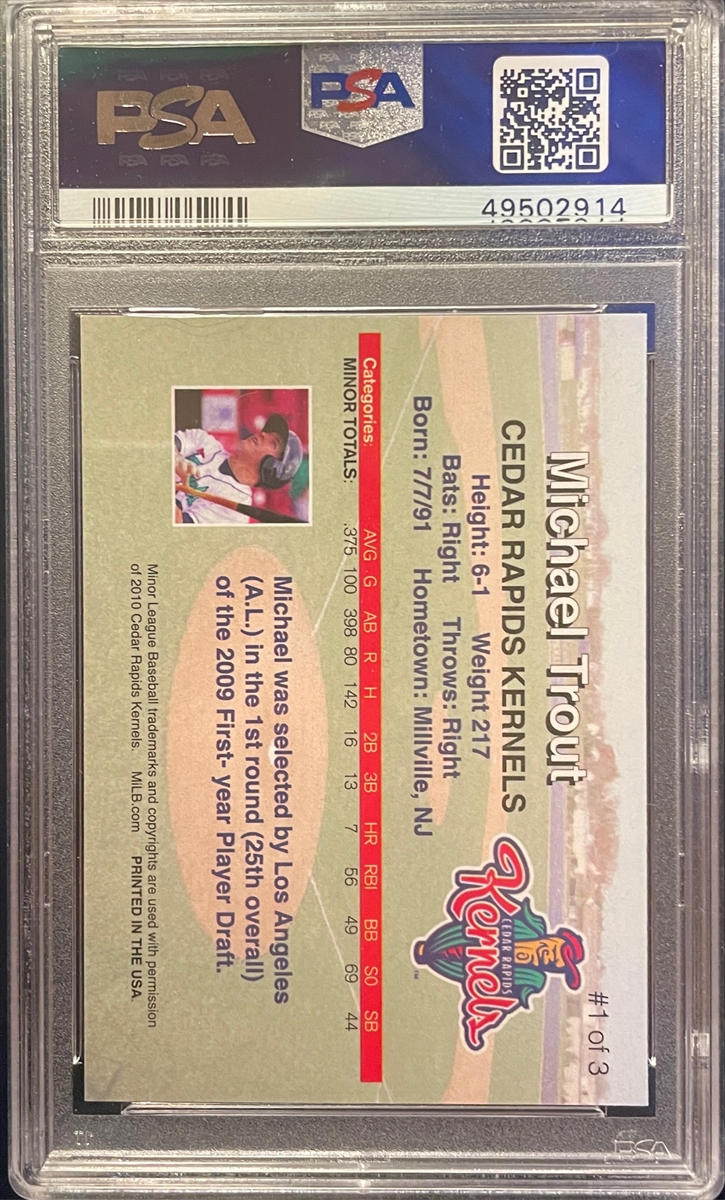 PSA
PSA
49502914
#1 of 3
Michael Trout
CEDAR RAPIDS KERNELS
Height: 6-1 Weight 217
Bats: Right Throws: Right
Born: 7/7/91 Hometown: Millville, NJ
CEDAR RAPIDS
Kernels
TM
Categories: AVG G AB R H 2B 3B HR RBI BB SO SB
MINOR TOTALS: .375 100 398 80 142 16 13 7 56 49 69 44
Michael was selected by Los Angeles
(A.L.) in the 1st round (25th overall)
of the 2009 First- year Player Draft.
Minor League Baseball trademarks and copyrights are used with permission
of 2010 Cedar Rapids Kernels. MiLB.com PRINTED IN THE USA.
PSA